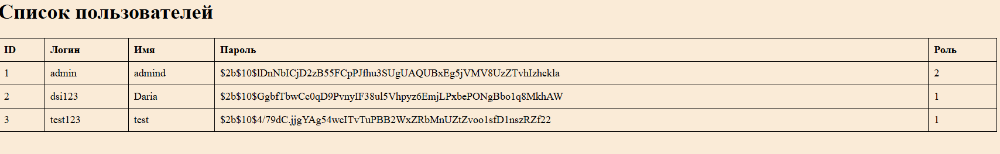 Список пользователей
ID Логин Имя Пароль Роль
1 admin admind $2b$10$lDnNbICjD2zB55FCpPJfhu3SUgUAQUBxEg5jVMV8UzZTvhIzhckla 2
2 dsi123 Daria $2b$10$GgbfTbwCc0qD9PvnyIF38ul5Vhpyz6EmjLPxbePONgBbo1q8MkhAW 1
3 test123 test $2b$10$4/79dC.jjgYAg54wcITvTuPBB2WxZRbMnUZtZvoo1sfD1nszRZf22 1